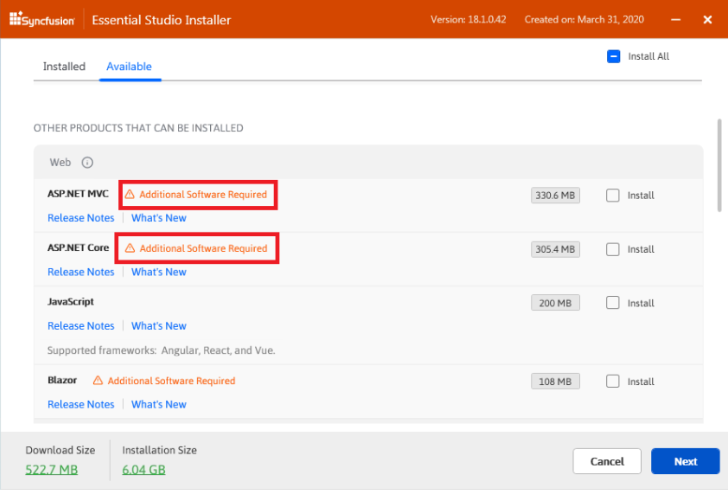 Syncfusion Essential Studio Installer Version: 18.1.0.42 Created on: March 31, 2020
Installed Available Install All
OTHER PRODUCTS THAT CAN BE INSTALLED
Web
ASP.NET MVC Additional Software Required 330.6 MB Install
Release Notes What's New
ASP.NET Core Additional Software Required 305.4 MB Install
Release Notes What's New
JavaScript 200 MB Install
Release Notes What's New
Supported frameworks: Angular, React, and Vue.
Blazor Additional Software Required 108 MB Install
Release Notes What's New
Download Size Installation Size
522.7 MB 6.04 GB
Cancel Next